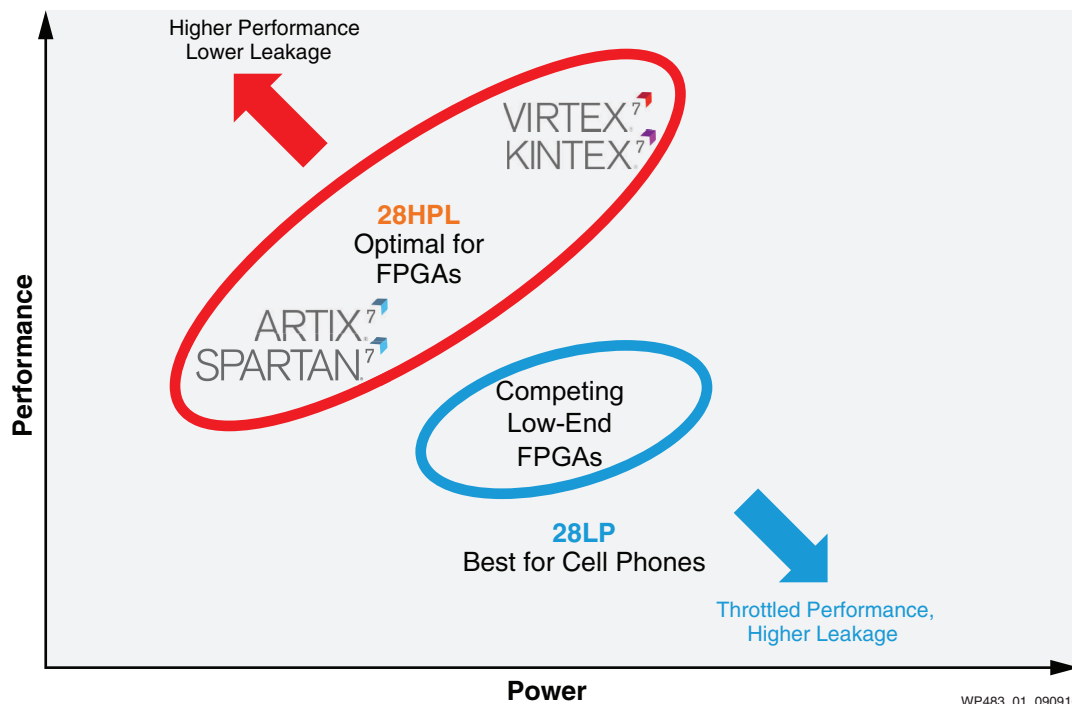 Higher Performance
Lower Leakage
VIRTEX®7
KINTEX®7
28HPL
Optimal for
FPGAs
ARTIX®7
SPARTAN®7
Performance
Competing
Low-End
FPGAs
28LP
Best for Cell Phones
Throttled Performance,
Higher Leakage
Power
WP483_01_09091